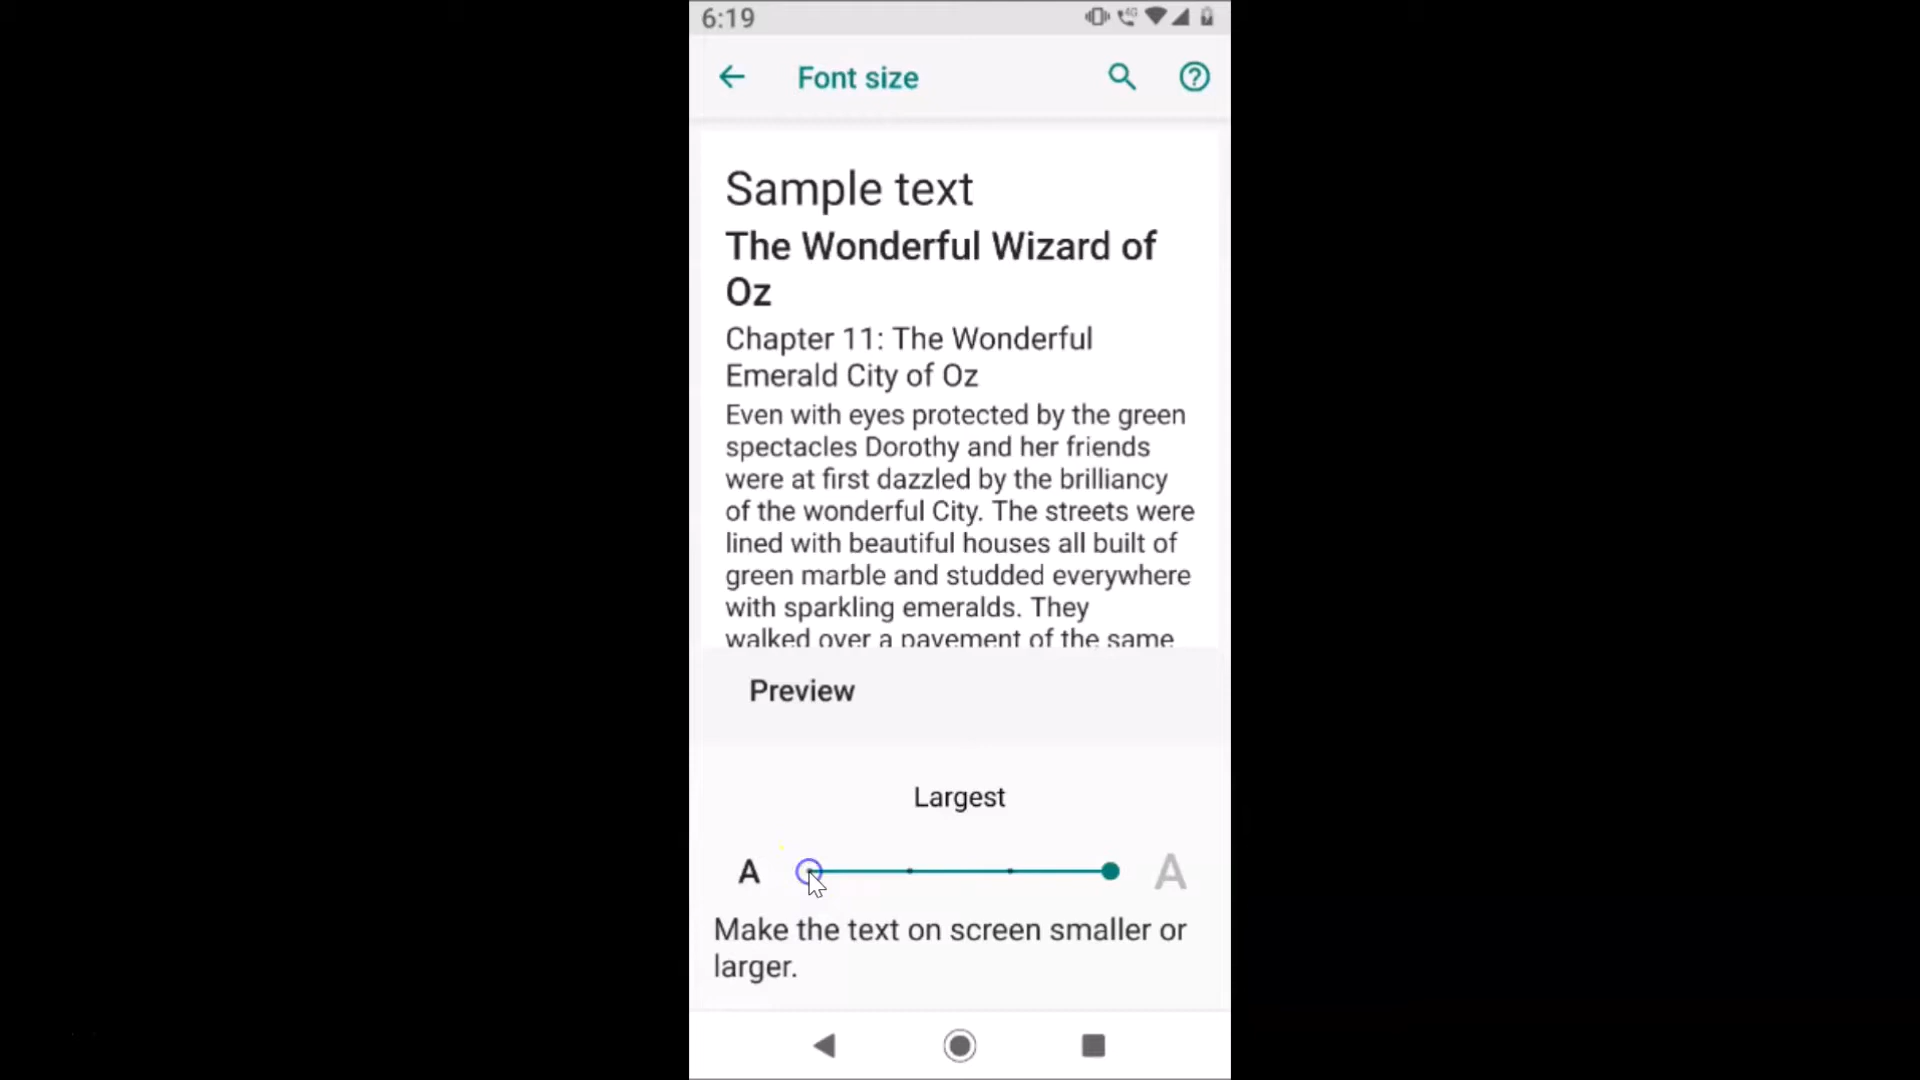 6:19
4G
Font size
Sample text
The Wonderful Wizard of
Oz
Chapter 11: The Wonderful
Emerald City of Oz
Even with eyes protected by the green
spectacles Dorothy and her friends
were at first dazzled by the brilliancy
of the wonderful City. The streets were
lined with beautiful houses all built of
green marble and studded everywhere
with sparkling emeralds. They
walked over a pavement of the same
Preview
Largest
A A
Make the text on screen smaller or
larger.